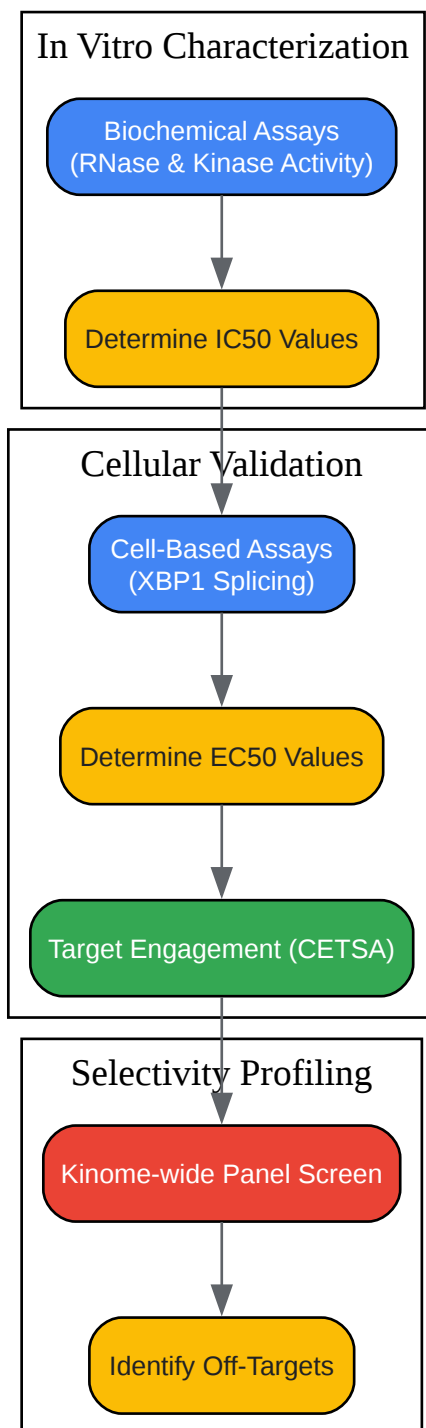 In Vitro Characterization
Biochemical Assays
(RNase & Kinase Activity)
Determine IC50 Values
Cellular Validation
Cell-Based Assays
(XBP1 Splicing)
Determine EC50 Values
Target Engagement (CETSA)
Selectivity Profiling
Kinome-wide Panel Screen
Identify Off-Targets